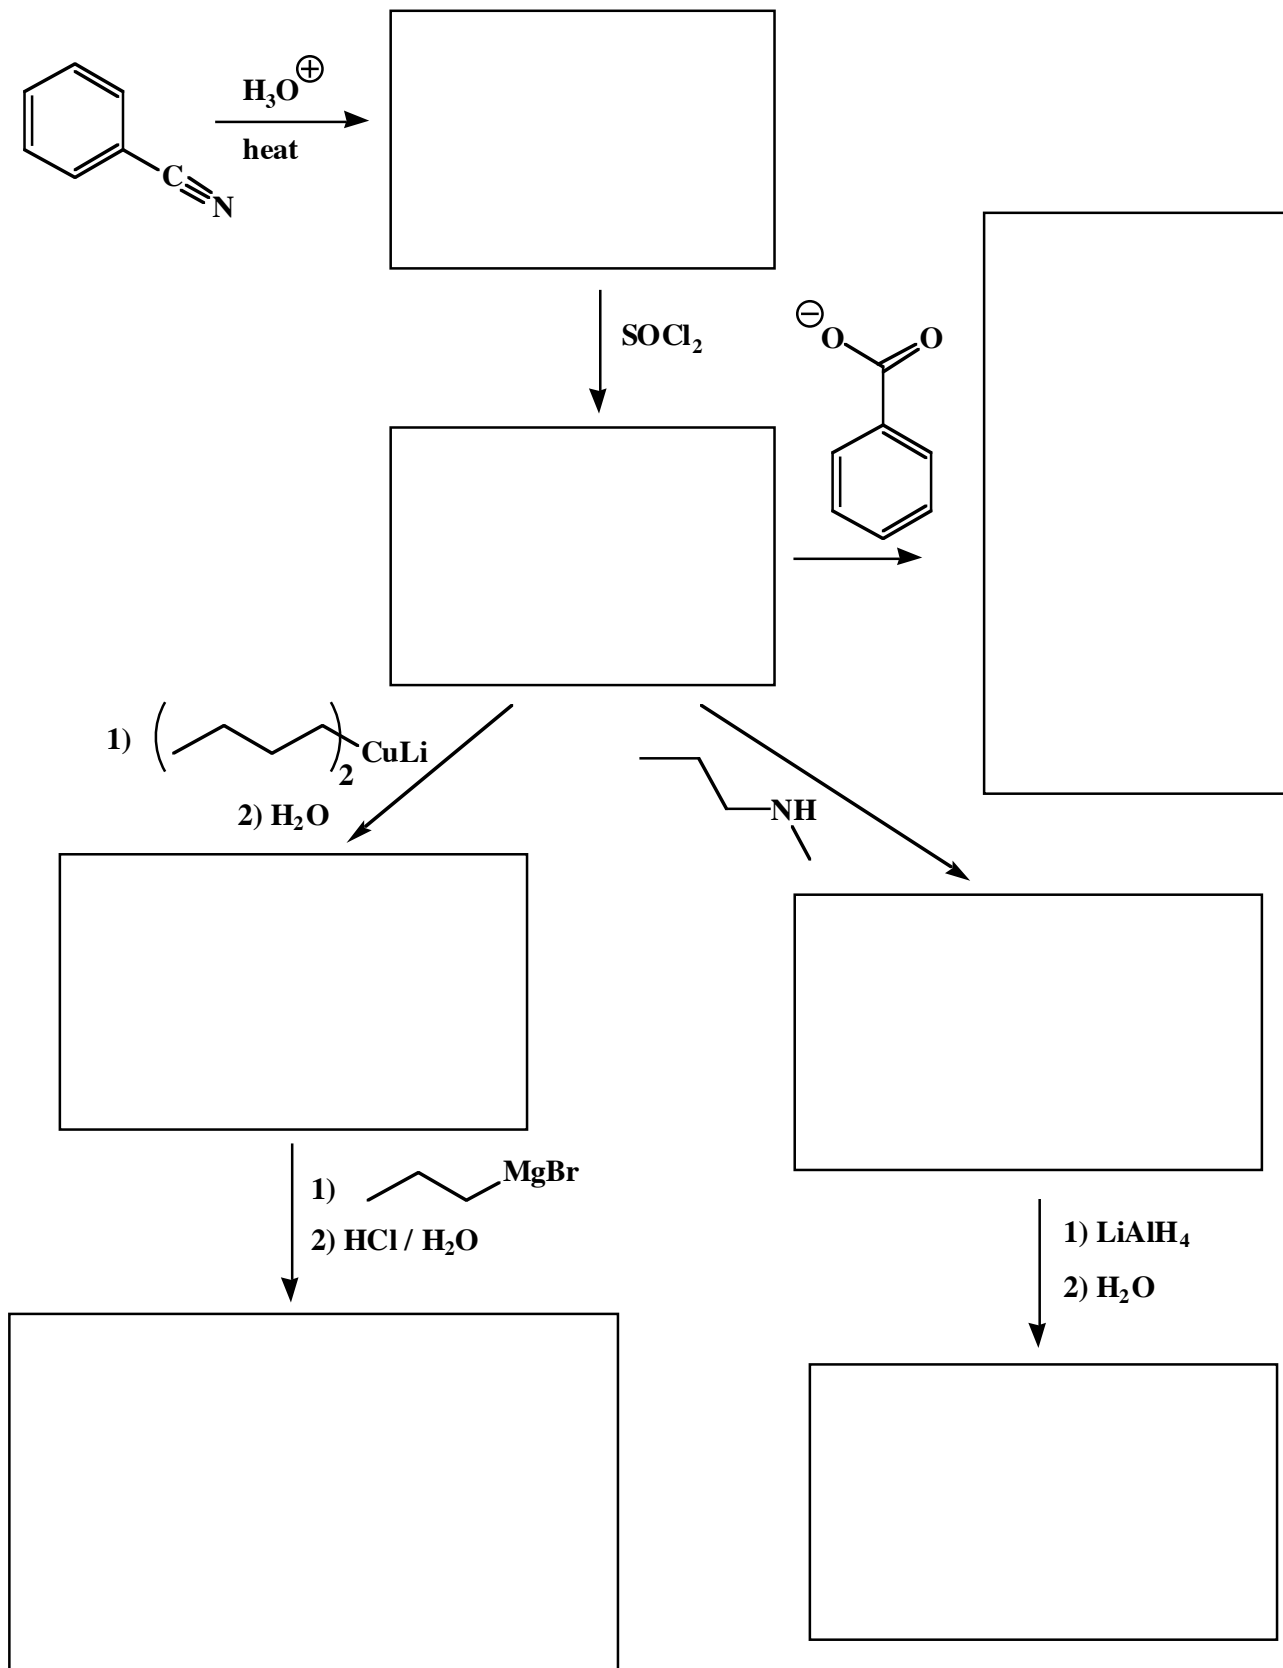 H₃O⊕
heat
C
N
SOCl₂
⊖
O O
1) ( )₂ CuLi
2) H₂O
NH
1) MgBr
2) HCl / H₂O
1) LiAlH₄
2) H₂O